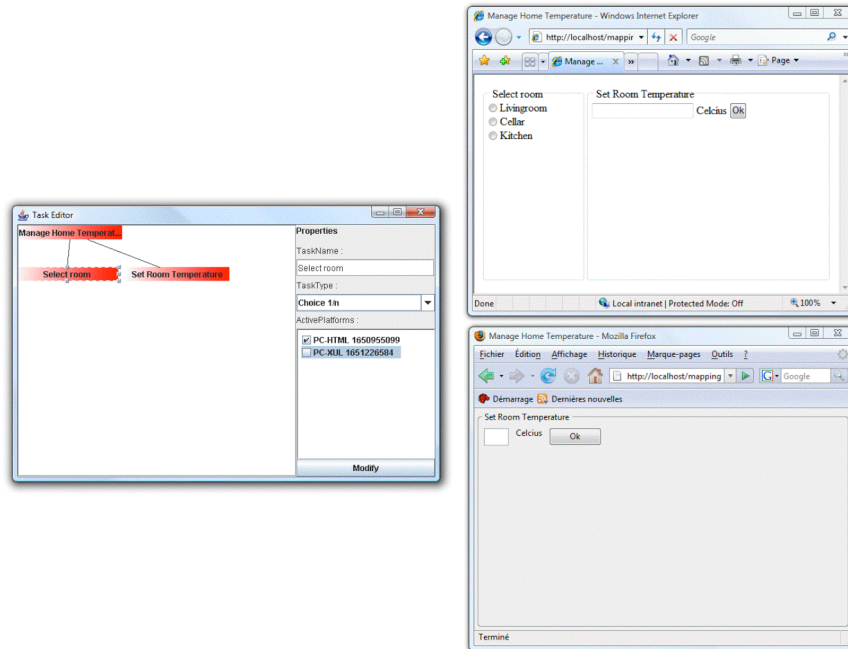 Task Editor
Manage Home Temperat...
Select room
Set Room Temperature
Properties
TaskName :
Select room
TaskType :
Choice 1/n
ActivePlatforms :
PC-HTML 1650955099
PC-XUL 1651226584
Modify
Manage Home Temperature - Windows Internet Explorer
http://localhost/mappir
Google
Manage ...
Page
Select room
Livingroom
Cellar
Kitchen
Set Room Temperature
Celcius Ok
Done
Local intranet | Protected Mode: Off
100%
Manage Home Temperature - Mozilla Firefox
Fichier Édition Affichage Historique Marque-pages Outils ?
http://localhost/mapping
G Google
Démarrage Dernières nouvelles
Set Room Temperature
Celcius Ok
Terminé